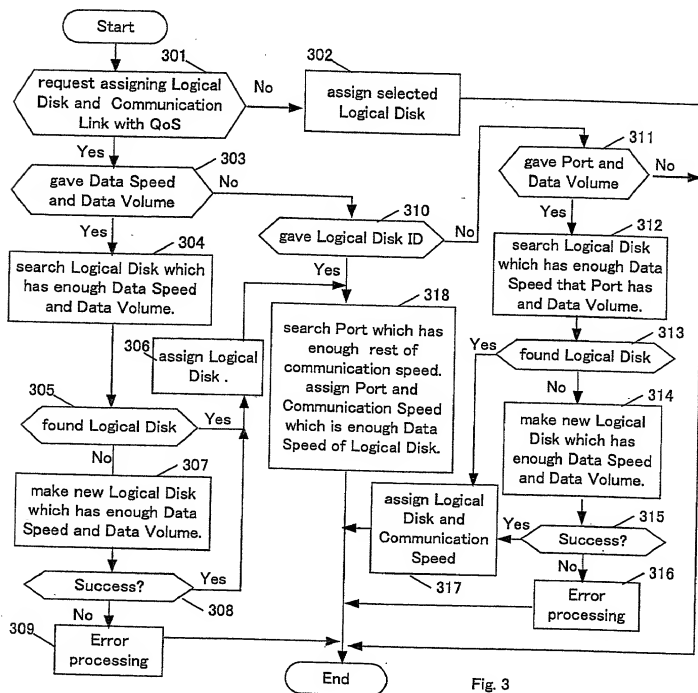 Start
301
request assigning Logical
Disk and Communication
Link with QoS
No
302
assign selected
Logical Disk
Yes
303
gave Data Speed
and Data Volume
No
311
gave Port and
Data Volume
No
310
gave Logical Disk ID
No
Yes
304
search Logical Disk which
has enough Data Speed
and Data Volume.
Yes
312
search Logical Disk
which has enough Data
Speed that Port has
and Data Volume.
Yes
318
search Port which has
enough rest of
communication speed.
assign Port and
Communication Speed
which is enough Data
Speed of Logical Disk.
306
assign Logical
Disk .
313
Yes
found Logical Disk
305
found Logical Disk
Yes
No
314
make new Logical
Disk which has
enough Data Speed
and Data Volume.
No
307
make new Logical Disk
which has enough Data
Speed and Data Volume.
assign Logical
Disk and
Communication
Speed
317
Yes
315
Success?
Success?
Yes
308
No
316
Error
processing
No
309
Error
processing
End
Fig. 3